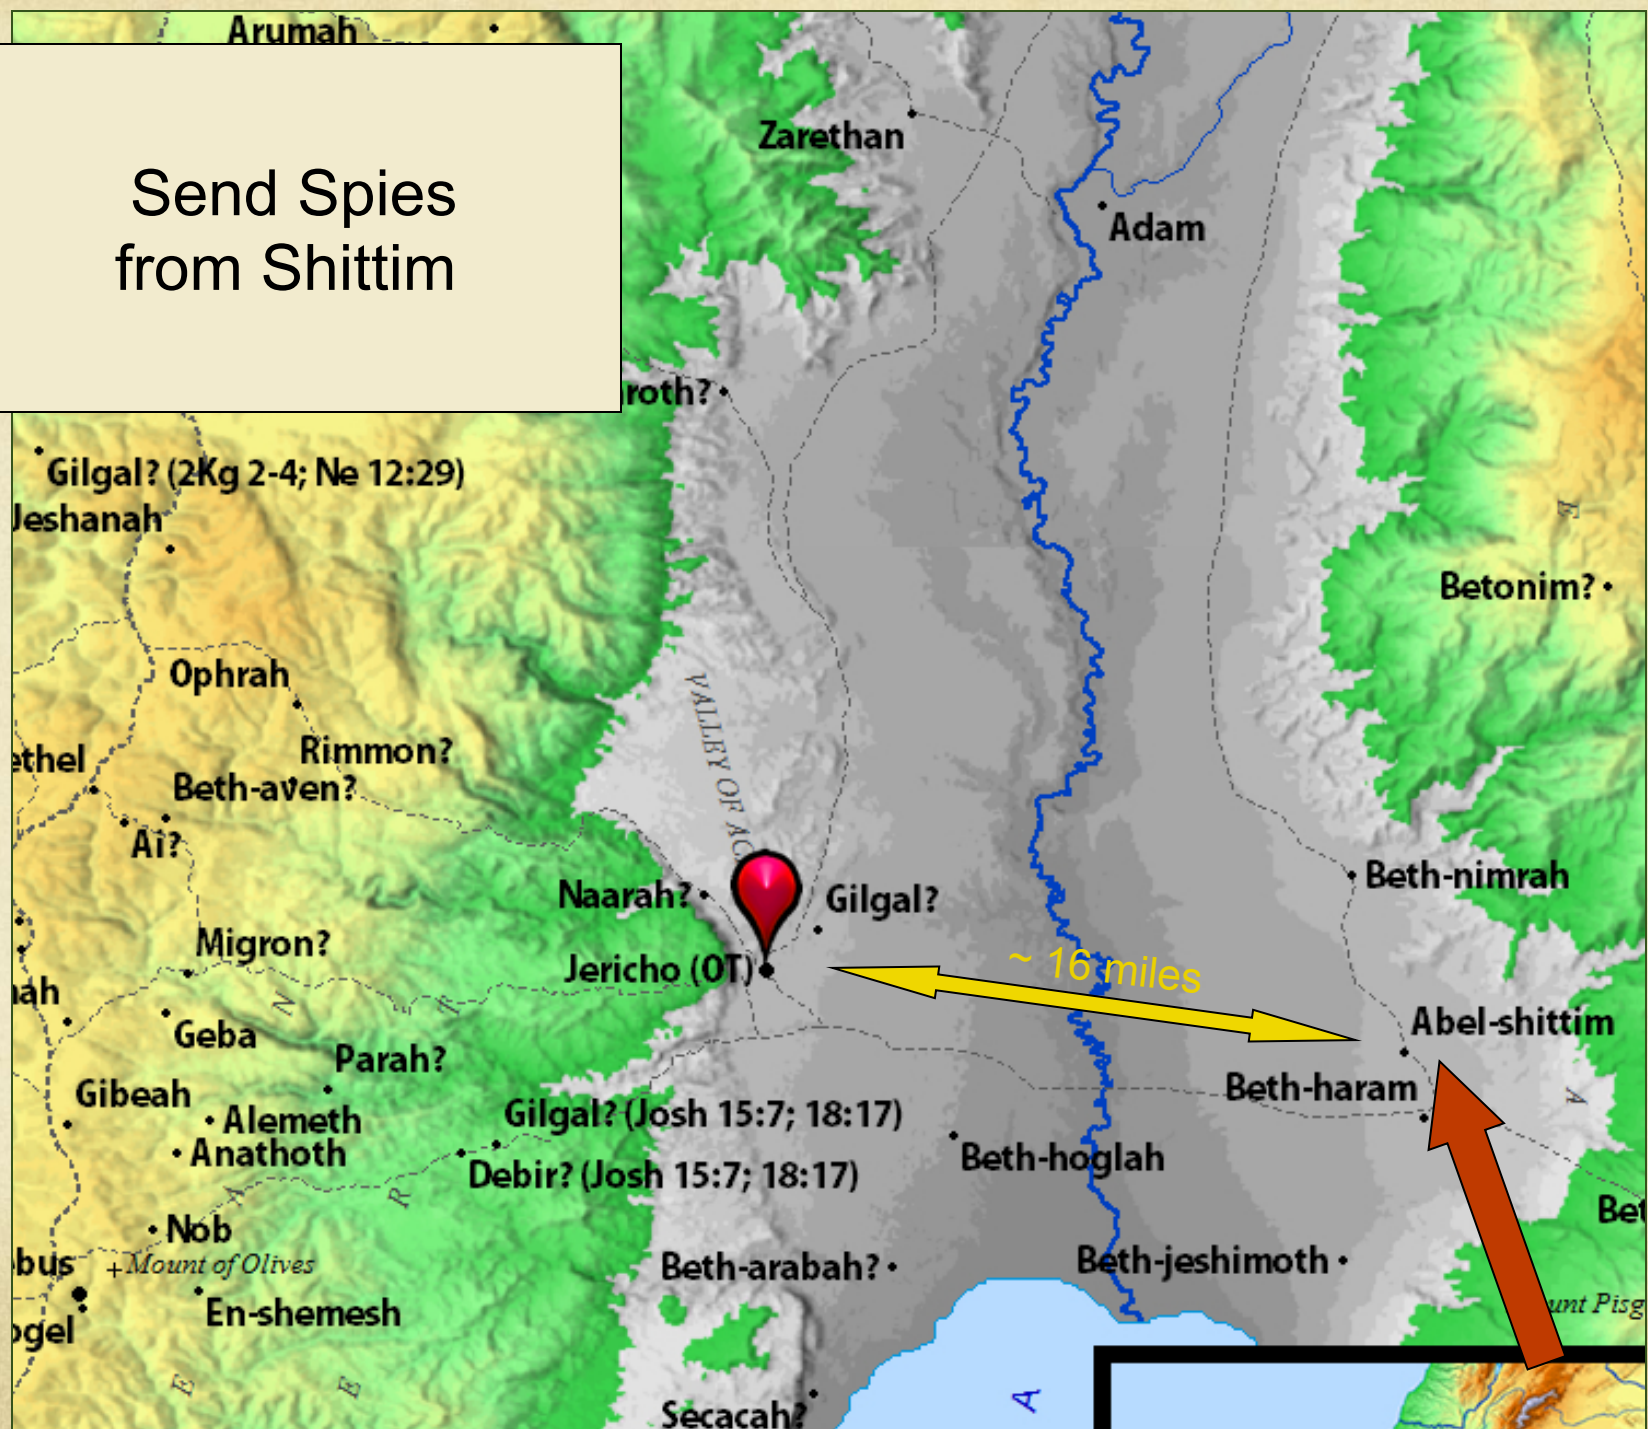 Arumah
Send Spies
from Shittim
Zarethan
Adam
roth?
Gilgal? (2Kg 2-4; Ne 12:29)
Jeshanah
E
Betonim?
Ophrah
Rimmon?
ethel
Beth-aven?
Ai?
VALLEY OF AC
Naarah?
Gilgal?
Beth-nimrah
Migron?
Jericho (OT)
~ 16 miles
ah
N
T
Geba
Abel-shittim
Parah?
Beth-haram
A
Gibeah
Alemeth
Gilgal? (Josh 15:7; 18:17)
Anathoth
Beth-hoglah
Debir? (Josh 15:7; 18:17)
A
R
Nob
Bet
bus
+Mount of Olives
Beth-arabah?
Beth-jeshimoth
En-shemesh
unt Pisg
ogel
E
E
A
Secacah?